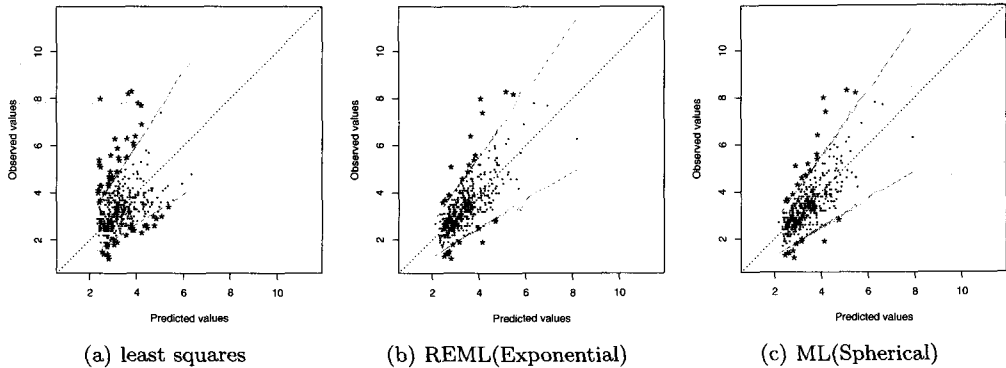 Observed values
10
8
6
4
2
2 4 6 8 10
Predicted values
(a) least squares
Observed values
10
8
6
4
2
2 4 6 8 10
Predicted values
(b) REML(Exponential)
Observed values
10
8
6
4
2
2 4 6 8 10
Predicted values
(c) ML(Spherical)